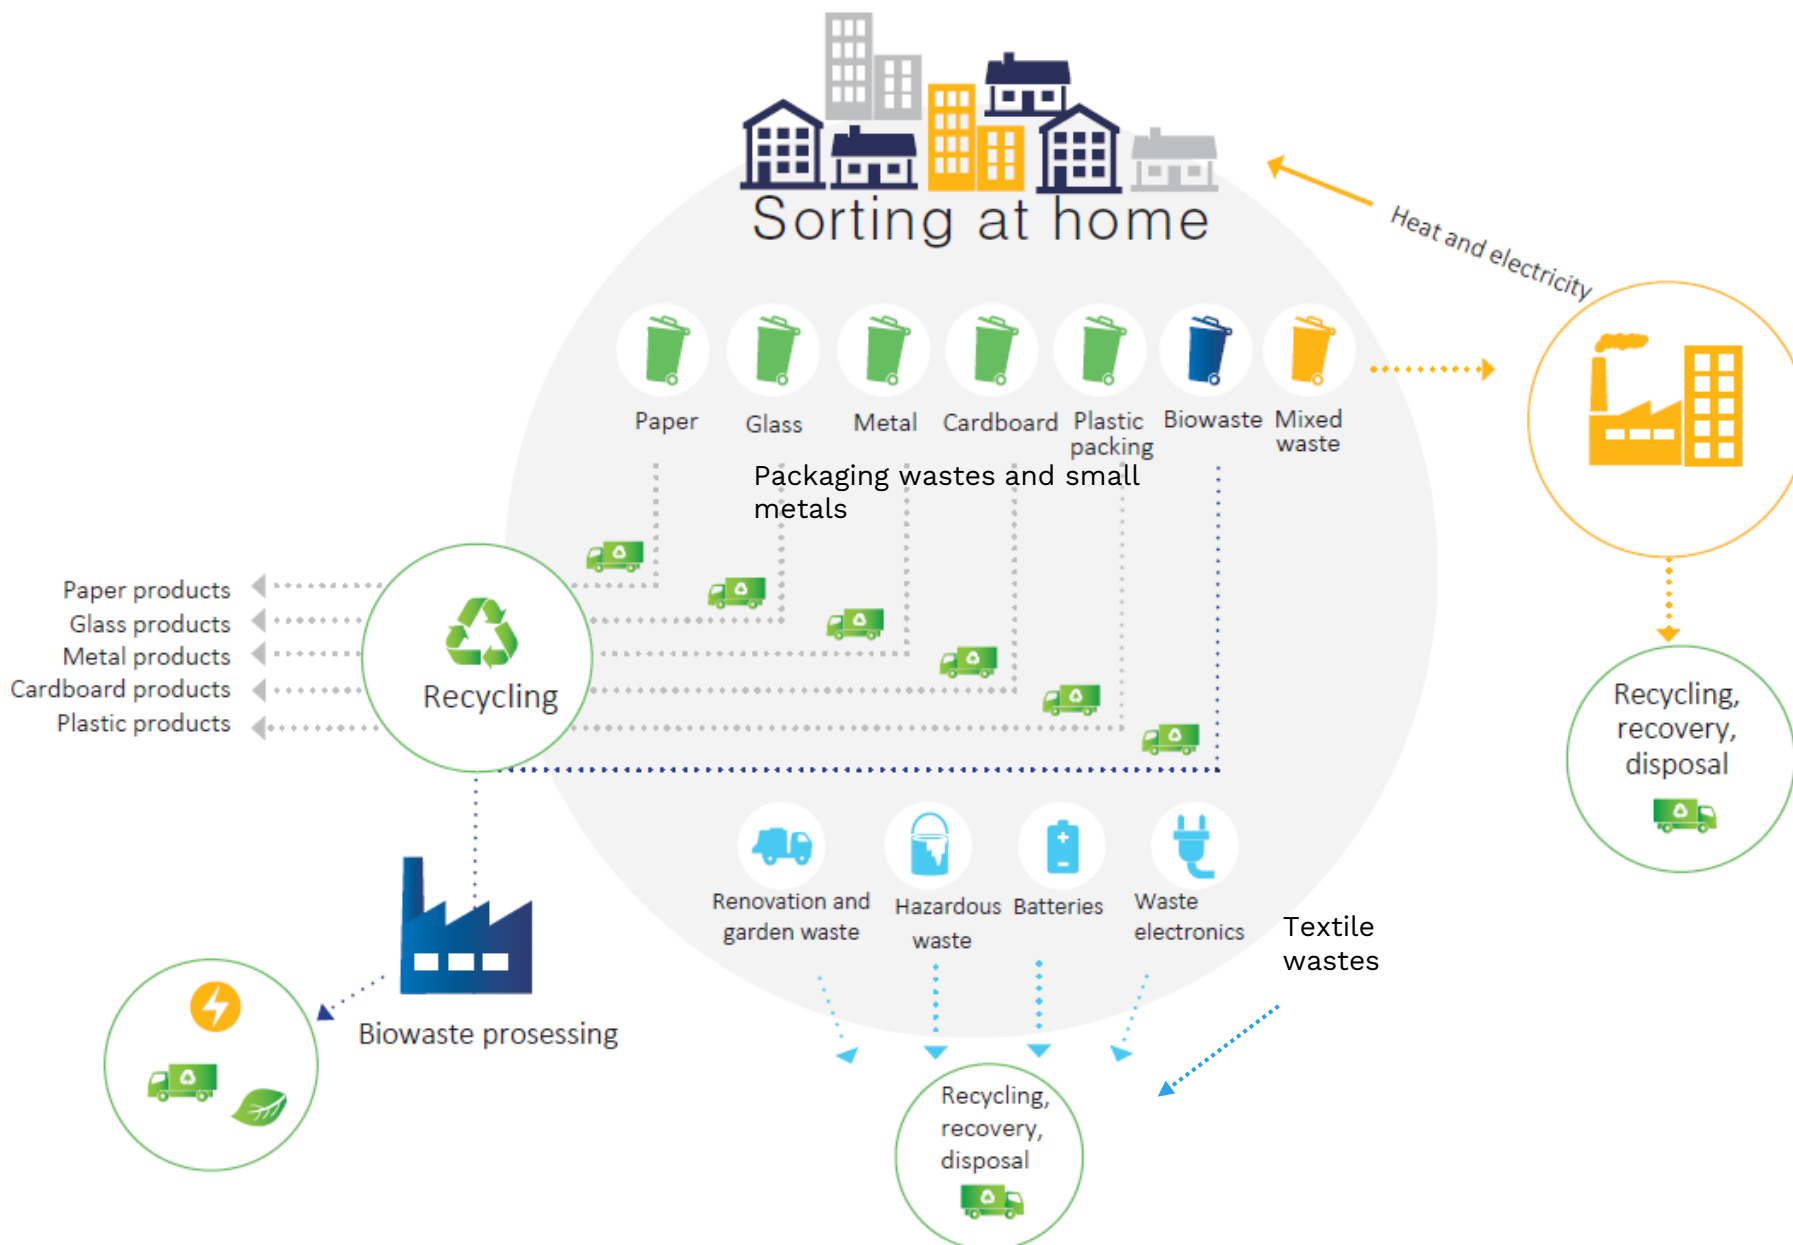 Sorting at home
Heat and electricity
Paper
Glass
Metal
Cardboard
Plastic
packing
Biowaste
Mixed
waste
Packaging wastes and small
metals
Paper products
Glass products
Metal products
Cardboard products
Plastic products
Recycling
Recycling,
recovery,
disposal
Renovation and
garden waste
Hazardous
waste
Batteries
Waste
electronics
Textile
wastes
Biowaste prosessing
Recycling,
recovery,
disposal